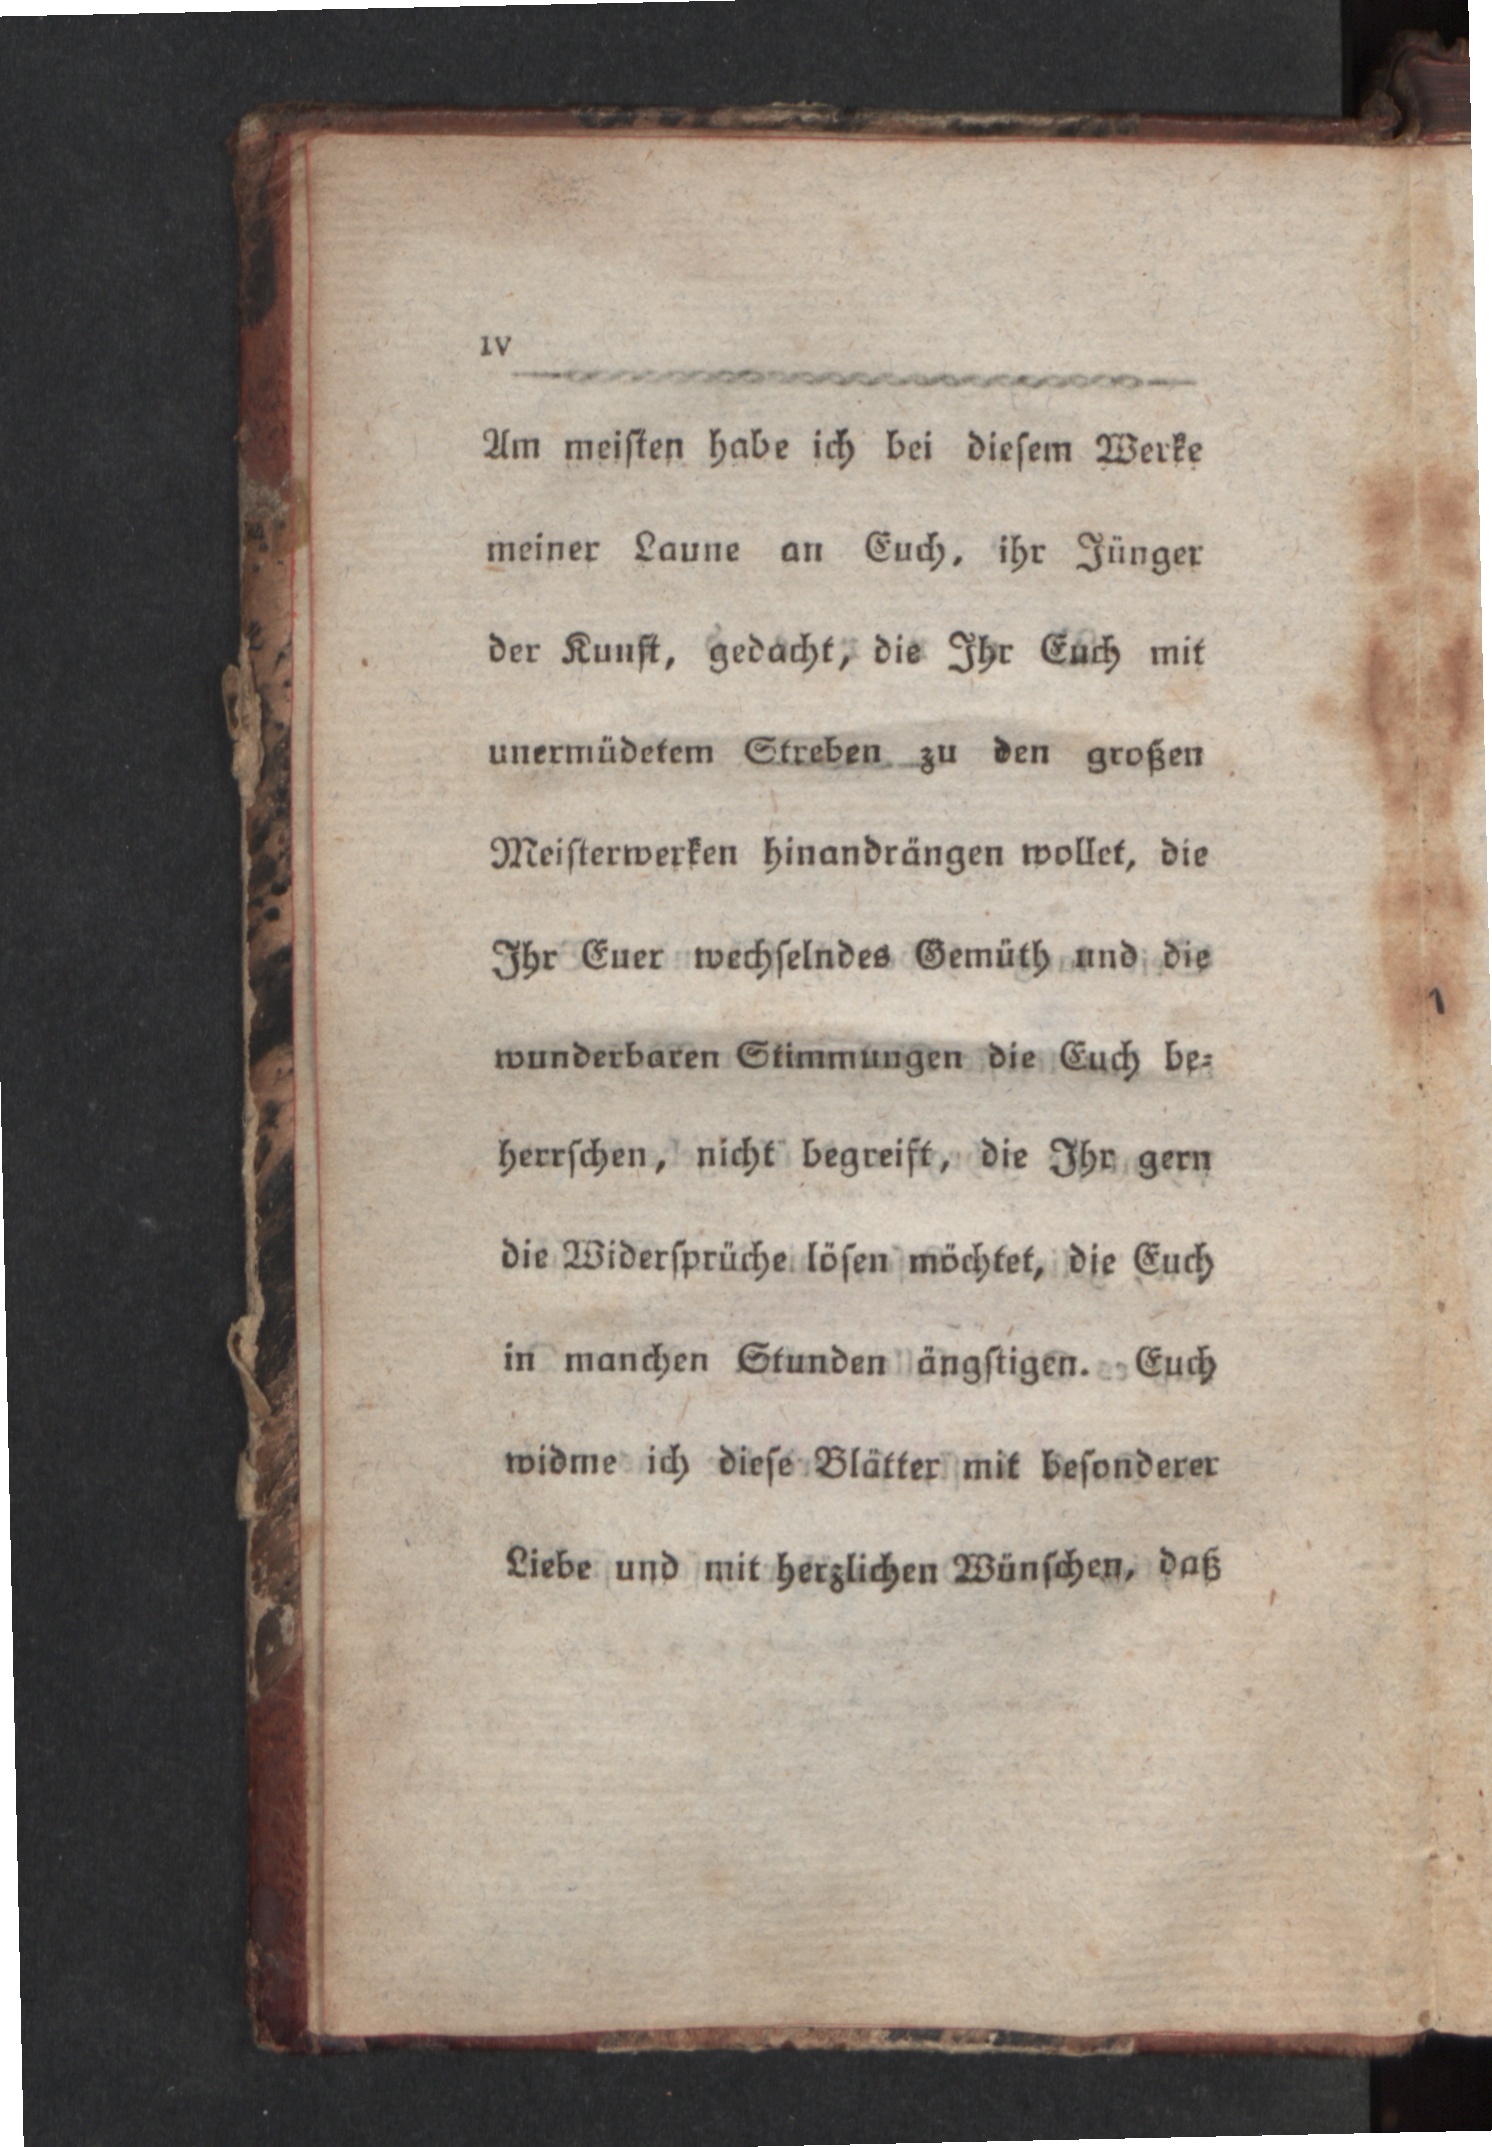 IV
Am meiſten habe ich bei dieſem Werke
meiner Laune an Euch, ihr Jünger
der Kunſt, gedacht, die Ihr Euch mit
unermüdetem Streben zu den großen
Meiſterwerken hinandrängen wollet, die
Ihr Euer wechſelndes Gemüth und die
wunderbaren Stimmungen die Euch be⸗
herrſchen, nicht begreift, die Ihr gern
die Widerſprüche löſen möchtet, die Euch
in manchen Stunden ängſtigen. Euch
widme ich dieſe Blätter mit beſonderer
Liebe und mit herzlichen Wünſchen, daß